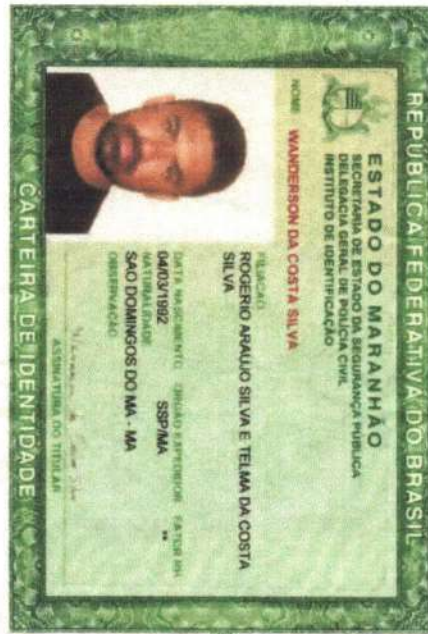 REPÚBLICA FEDERATIVA DO BRASIL
ESTADO DO MARANHÃO
SECRETARIA DE ESTADO DA SEGURANÇA PÚBLICA
DELEGACIA GERAL DE POLÍCIA CIVIL
INSTITUTO DE IDENTIFICAÇÃO
NOME WANDERSON DA COSTA SILVA
FILIAÇÃO
ROGERIO ARAUJO SILVA E TELMA DA COSTA
SILVA
DATA NASCIMENTO ORGÃO EXPEDIDOR FATOR RH
04/03/1992 SSP/MA **
NATURALIDADE
SAO DOMINGOS DO MA - MA
OBSERVAÇÃO
ASSINATURA DO TITULAR
CARTEIRA DE IDENTIDADE